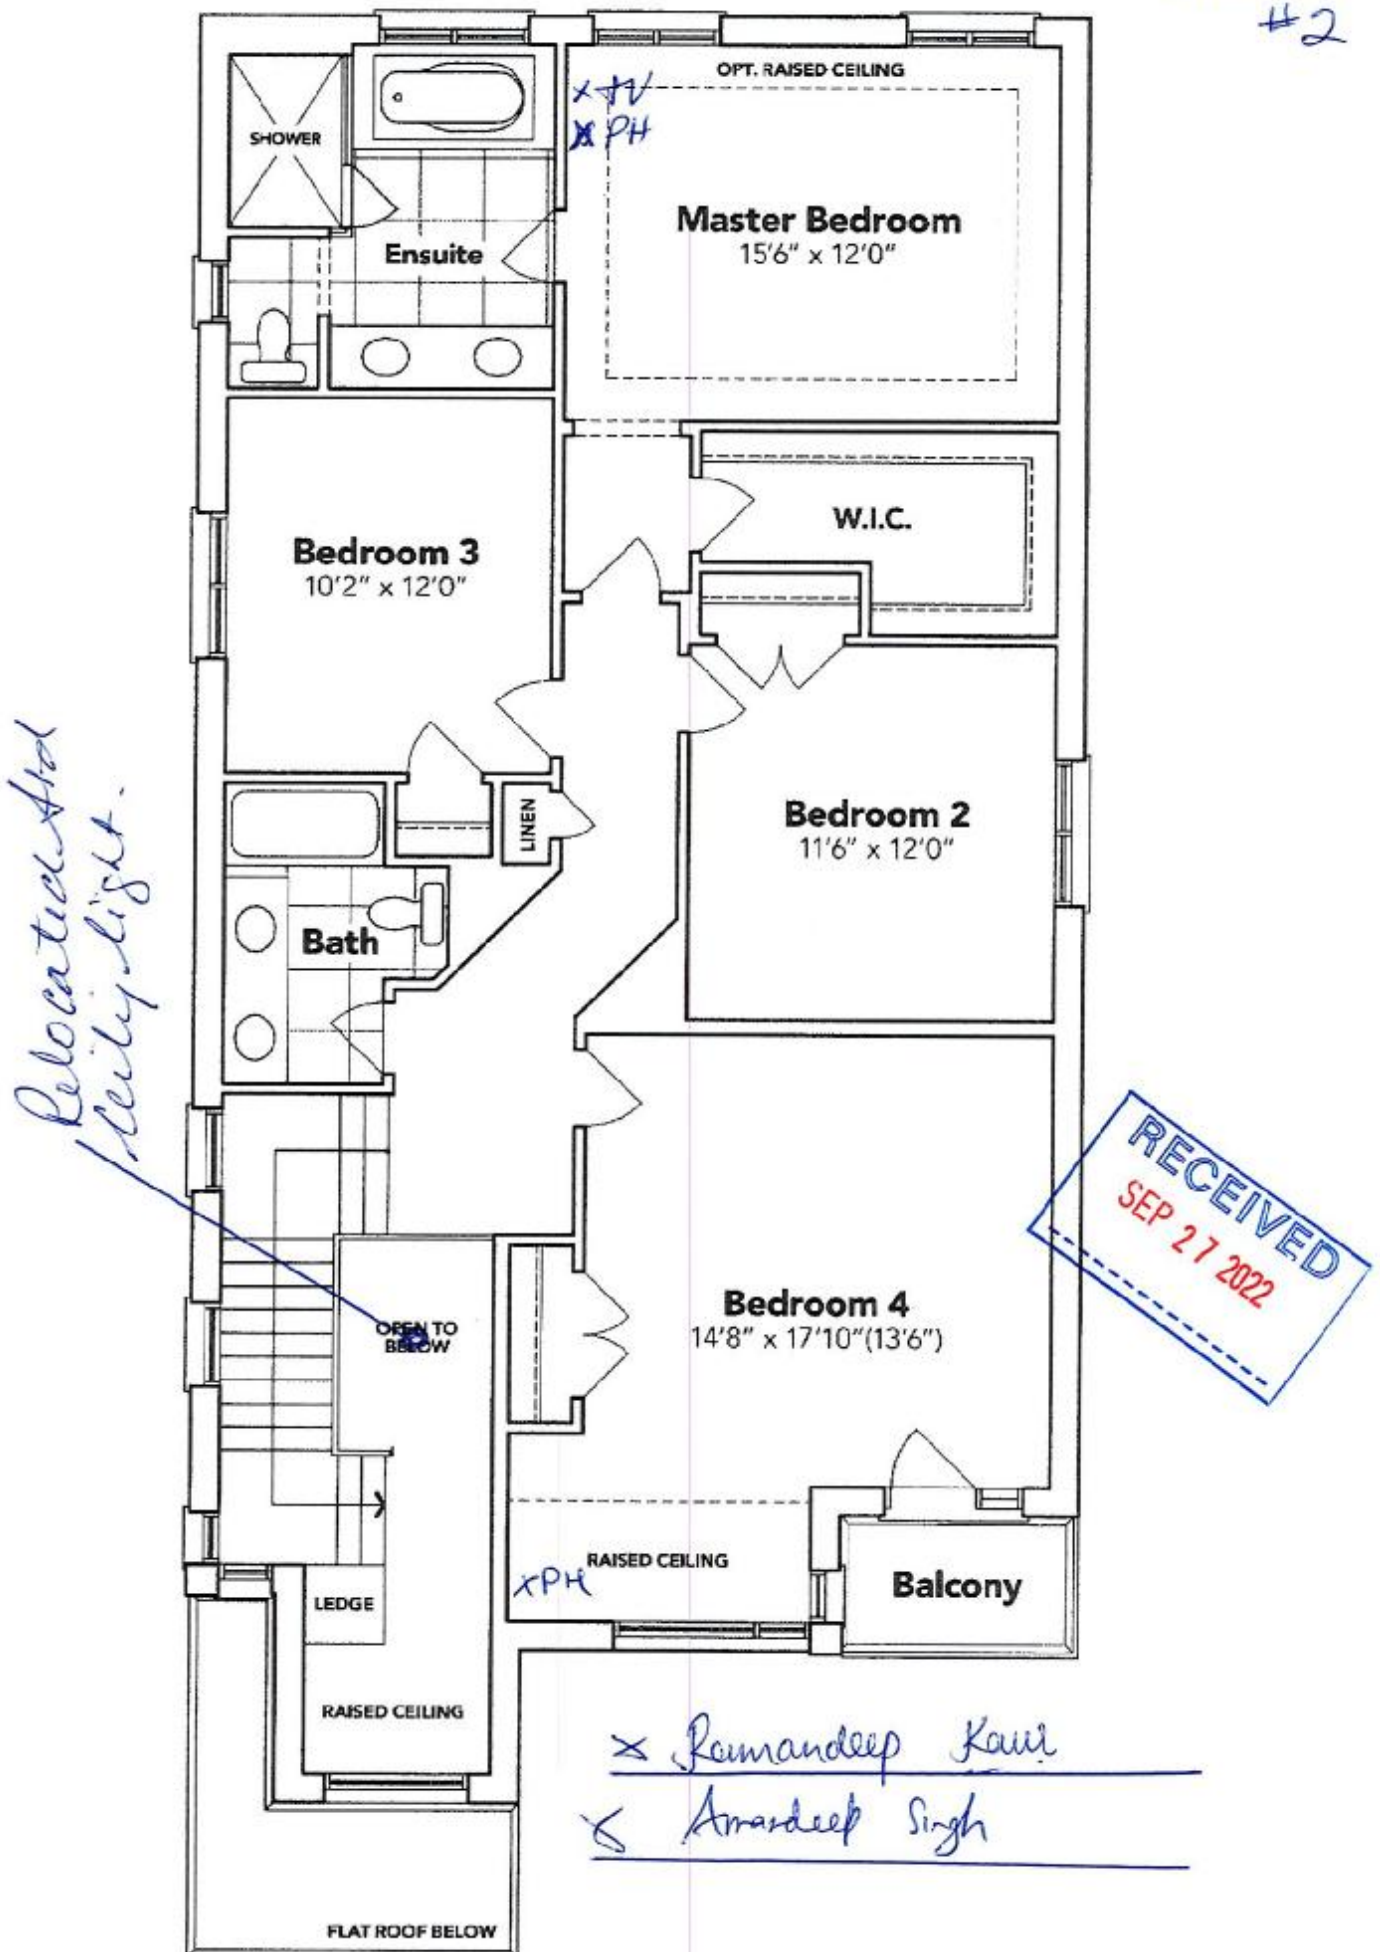 #2
OPT. RAISED CEILING
x TV
x PH
SHOWER
Master Bedroom
15'6" x 12'0"
Ensuite
W.I.C.
Bedroom 3
10'2" x 12'0"
Bedroom 2
11'6" x 12'0"
LINEN
Relocated std
ceiling light.
Bath
RECEIVED
SEP 27 2022
Bedroom 4
14'8" x 17'10"(13'6")
OPEN TO
BELOW
RAISED CEILING
xPH
Balcony
LEDGE
RAISED CEILING
x Ramandeep Kaur
x Amardeep Singh
FLAT ROOF BELOW